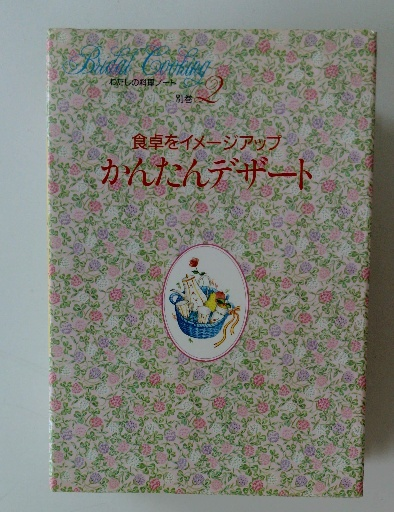 Bridal Cooking
わたしの料理ノート
別巻 2
食卓をイメージアップ
かんたんデザート